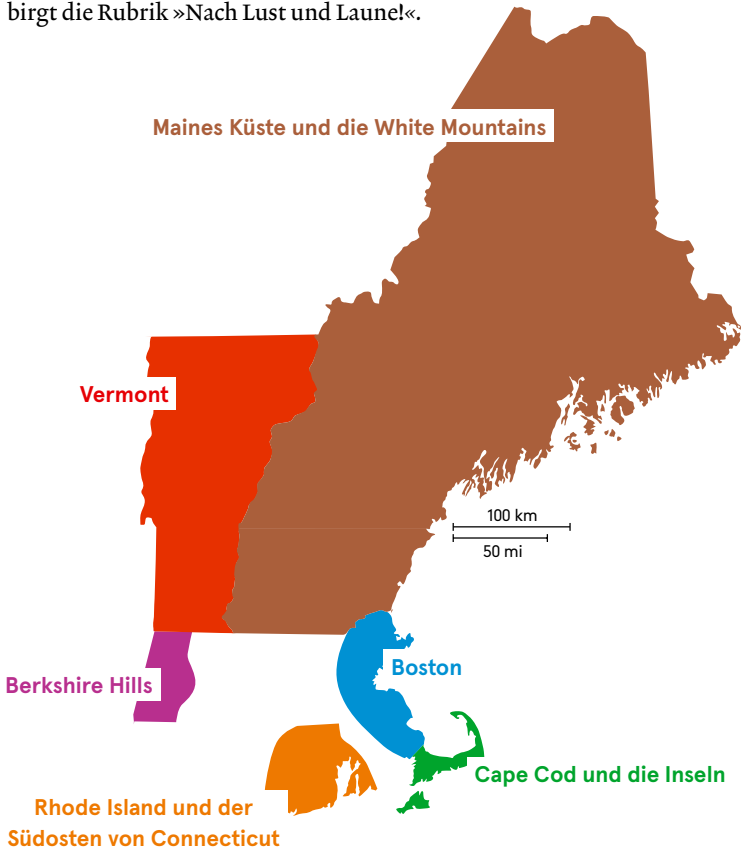 birgt die Rubrik »Nach Lust und Laune!«.
Maines Küste und die White Mountains
Vermont
100 km
50 mi
Boston
Berkshire Hills
Cape Cod und die Inseln
Rhode Island und der
Südosten von Connecticut